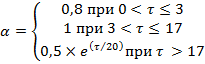 α = { 0,8 при 0 < τ ≤ 3
1 при 3 < τ ≤ 17
0,5 × e^(τ/20) при τ > 17